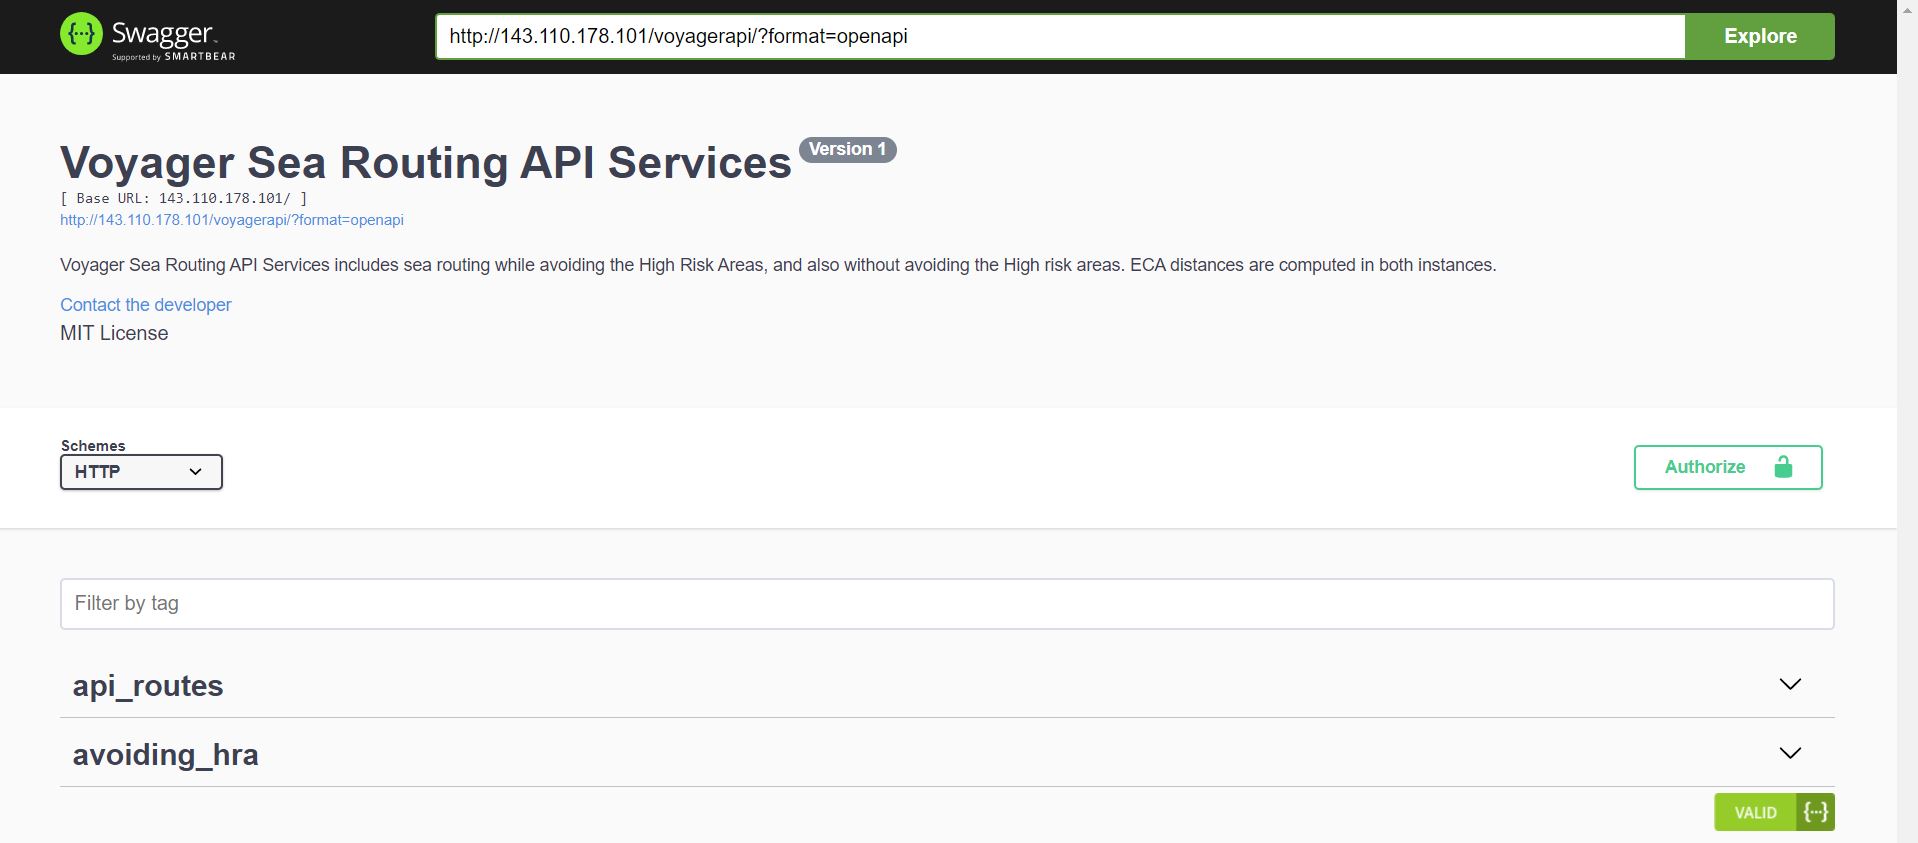 Swagger
Supported by SMARTBEAR
http://143.110.178.101/voyagerapi/?format=openapi
Explore
Voyager Sea Routing API Services Version 1
[ Base URL: 143.110.178.101/ ]
http://143.110.178.101/voyagerapi/?format=openapi
Voyager Sea Routing API Services includes sea routing while avoiding the High Risk Areas, and also without avoiding the High risk areas. ECA distances are computed in both instances.
Contact the developer
MIT License
Schemes
HTTP
Authorize
Filter by tag
api_routes
avoiding_hra
VALID {...}